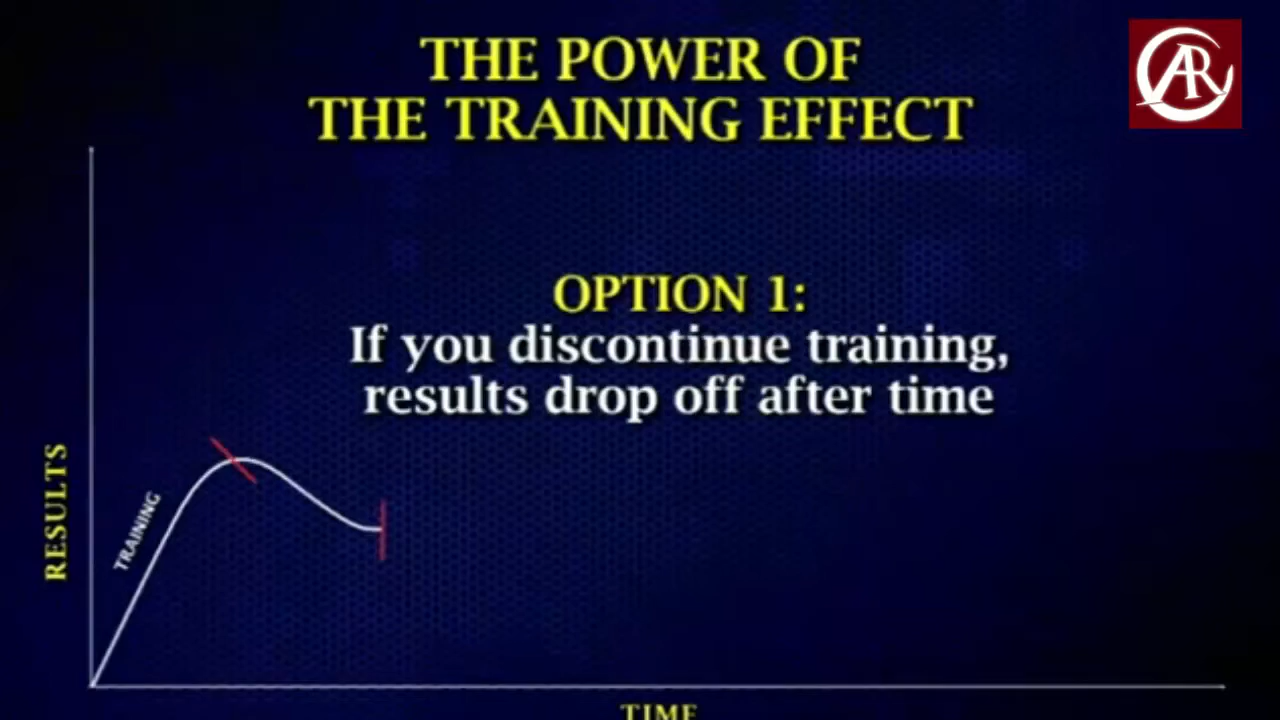 THE POWER OF
THE TRAINING EFFECT
AR
OPTION 1:
If you discontinue training,
results drop off after time
RESULTS
TRAINING
TIME